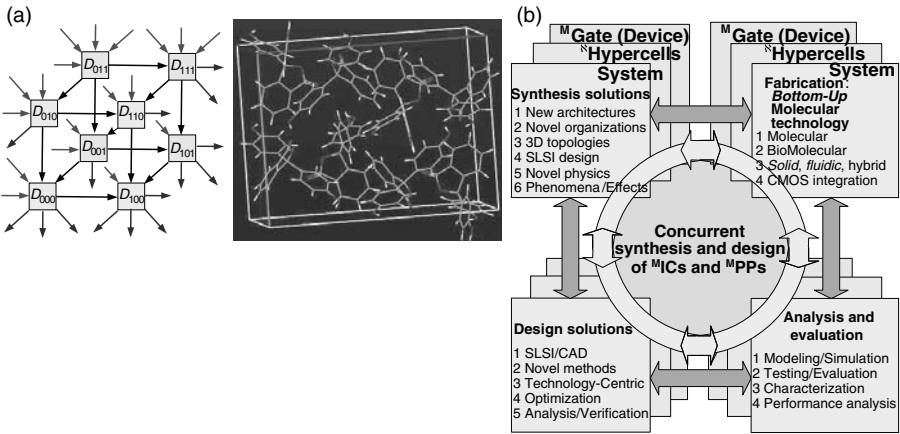 (a)
D011
D111
D010
D110
D001
D101
D000
D100
(b)
ᴹGate (Device)
ᴺHypercells
System
Synthesis solutions
1 New architectures
2 Novel organizations
3 3D topologies
4 SLSI design
5 Novel physics
6 Phenomena/Effects
ᴹGate (Device)
ᴺHypercells
System
Fabrication:
Bottom-Up
Molecular
technology
1 Molecular
2 BioMolecular
3 Solid, fluidic, hybrid
4 CMOS integration
Concurrent
synthesis and design
of ᴹICs and ᴹPPs
Design solutions
1 SLSI/CAD
2 Novel methods
3 Technology-Centric
4 Optimization
5 Analysis/Verification
Analysis and
evaluation
1 Modeling/Simulation
2 Testing/Evaluation
3 Characterization
4 Performance analysis